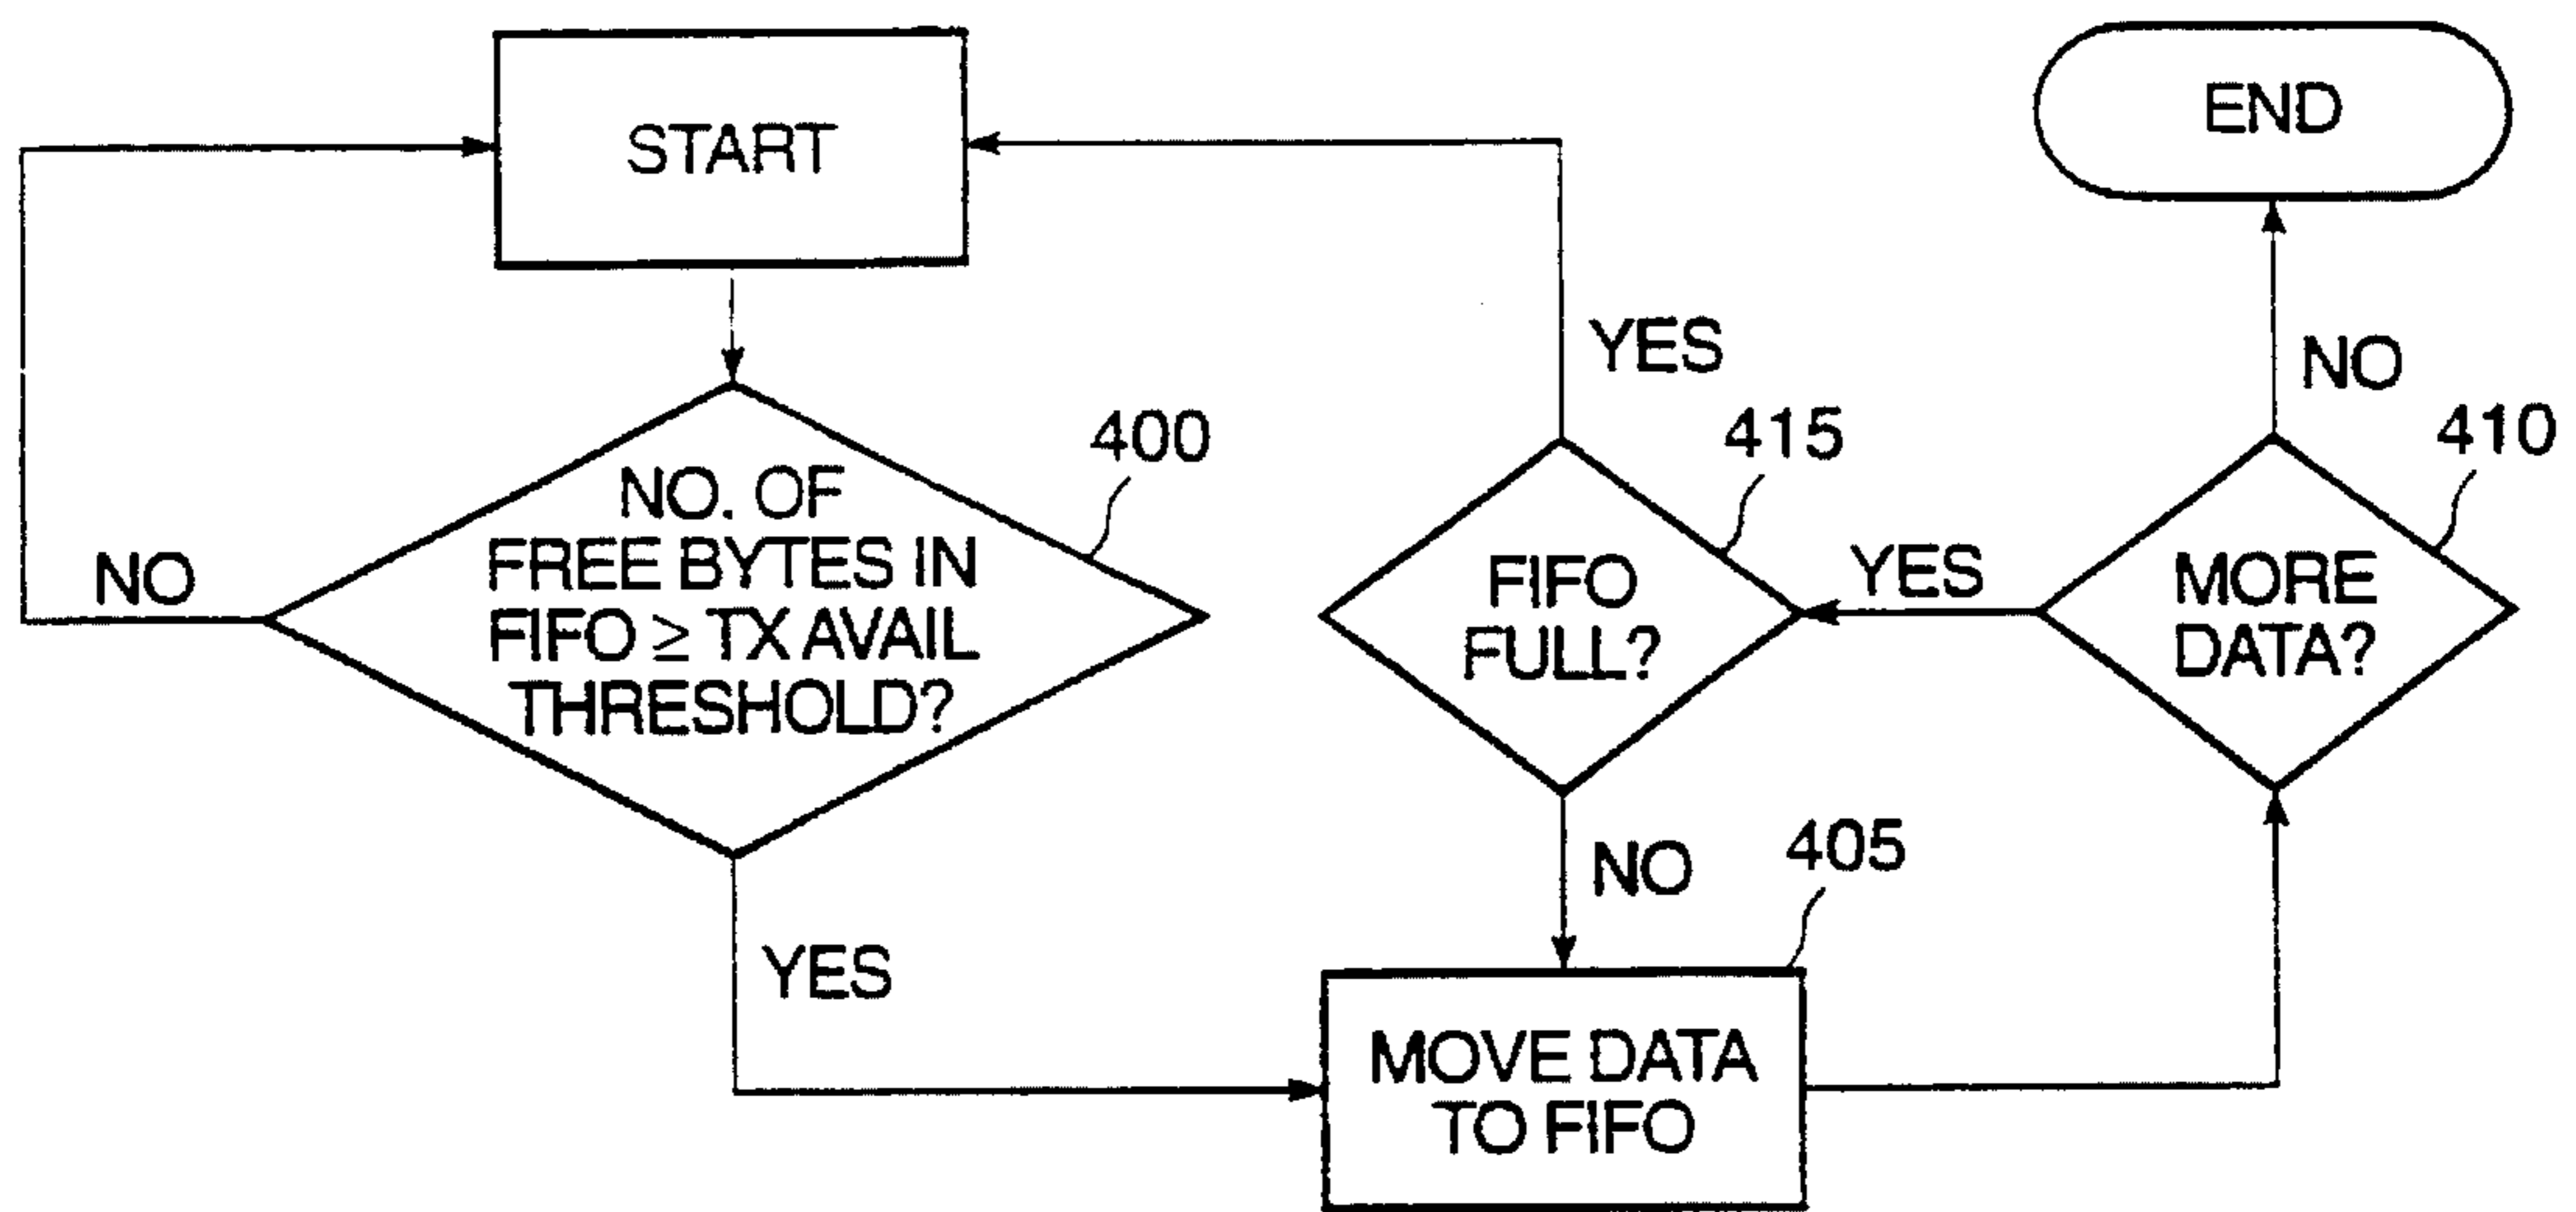 START
END
YES
NO
400
415
410
NO. OF
FREE BYTES IN
FIFO ≥ TX AVAIL
THRESHOLD?
NO
FIFO
FULL?
YES
MORE
DATA?
YES
NO
405
MOVE DATA
TO FIFO